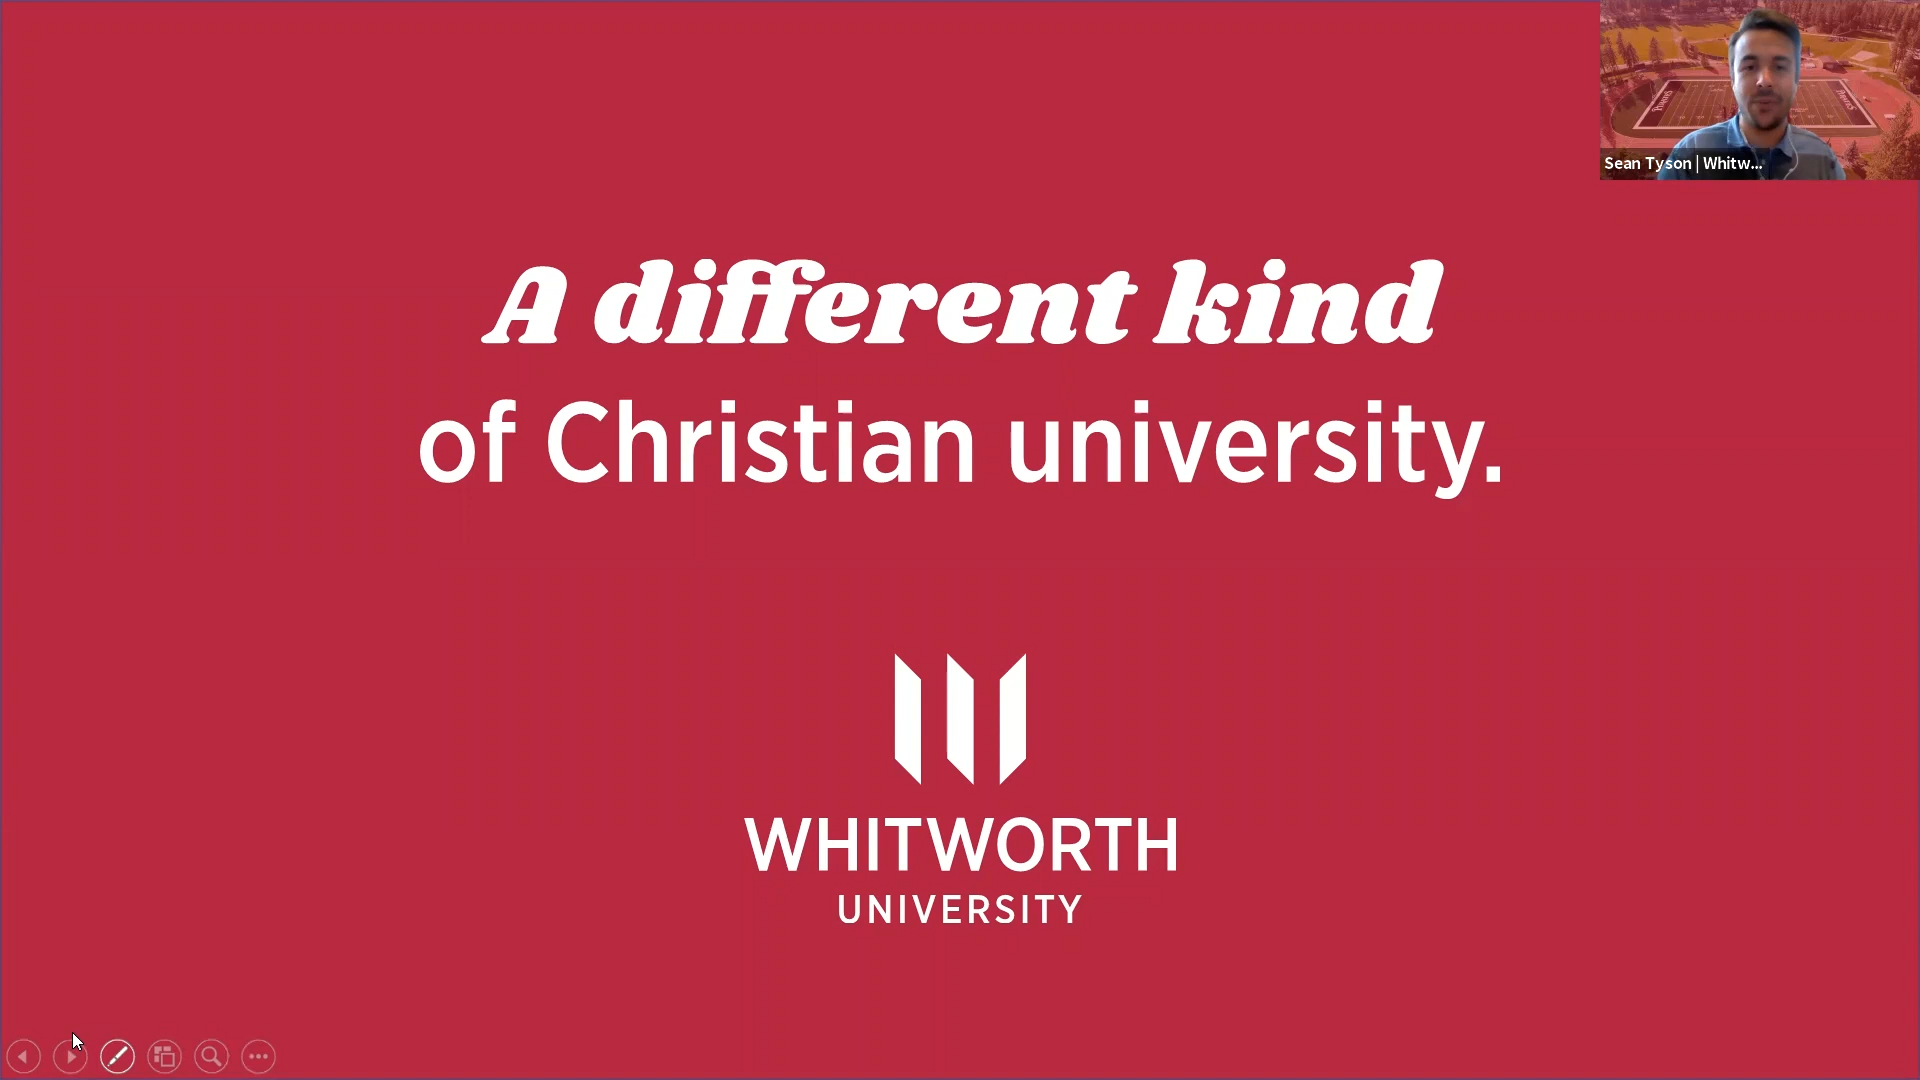 A different kind
of Christian university.
WHITWORTH
UNIVERSITY
Sean Tyson | Whitw...